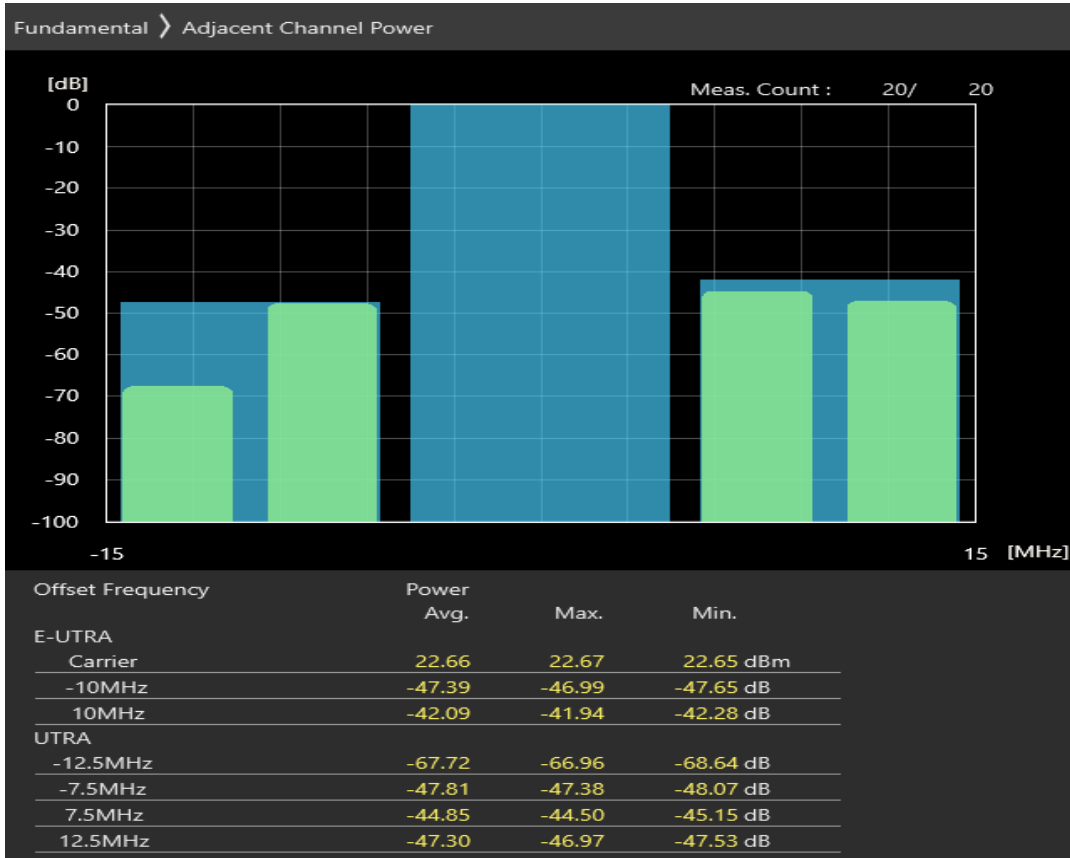 Fundamental 〉 Adjacent Channel Power
[dB]
Meas. Count : 20/ 20
0
-10
-20
-30
-40
-50
-60
-70
-80
-90
-100
-15 15 [MHz]
Offset Frequency Power
Avg. Max. Min.
E-UTRA
Carrier 22.66 22.67 22.65 dBm
-10MHz -47.39 -46.99 -47.65 dB
10MHz -42.09 -41.94 -42.28 dB
UTRA
-12.5MHz -67.72 -66.96 -68.64 dB
-7.5MHz -47.81 -47.38 -48.07 dB
7.5MHz -44.85 -44.50 -45.15 dB
12.5MHz -47.30 -46.97 -47.53 dB